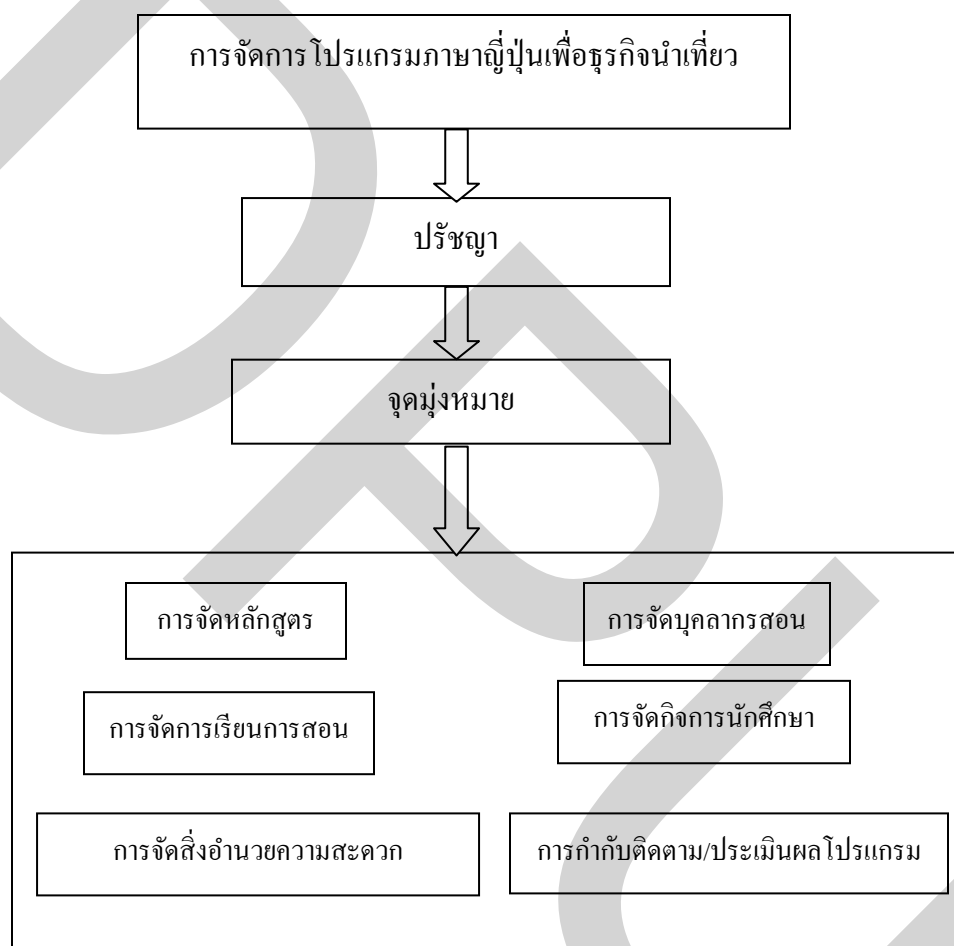 การจัดการโปรแกรมภาษาญี่ปุ่นเพื่อธุรกิจนำเที่ยว
ปรัชญา
จุดมุ่งหมาย
การจัดหลักสูตร
การจัดบุคลากรสอน
การจัดการเรียนการสอน
การจัดกิจการนักศึกษา
การจัดสิ่งอำนวยความสะดวก
การกำกับติดตาม/ประเมินผลโปรแกรม